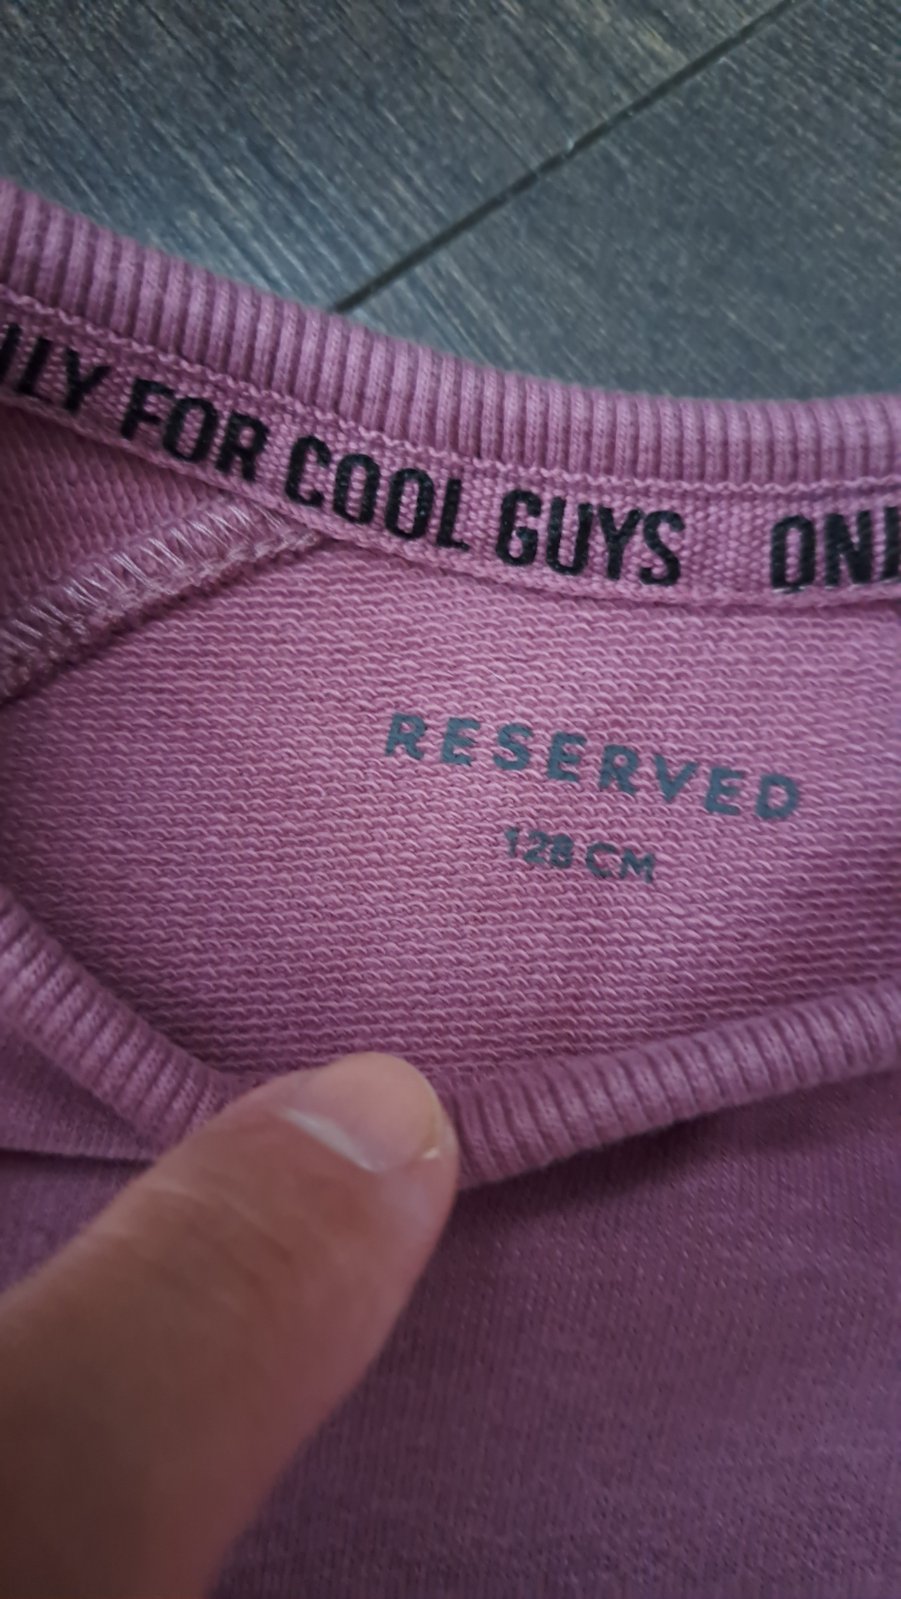 FOR COOL GUYS
RESERVED
128 CM